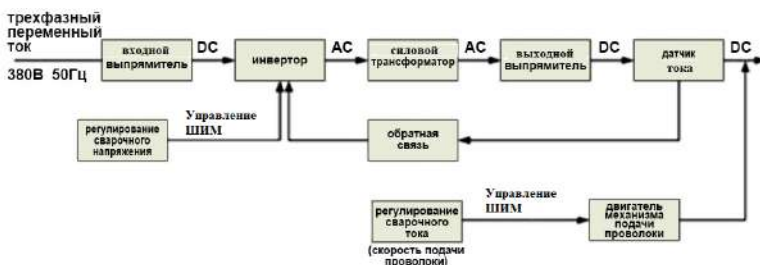 трехфазный
переменный
ток
380В 50Гц
входной
выпрямитель
DC
инвертор
AC
силовой
трансформатор
AC
выходной
выпрямитель
DC
датчик
тока
DC
регулирование
сварочного
напряжения
Управление
ШИМ
обратная
связь
регулирование
сварочного
тока
(скорость подачи
проволоки)
Управление
ШИМ
двигатель
механизма
подачи
проволоки